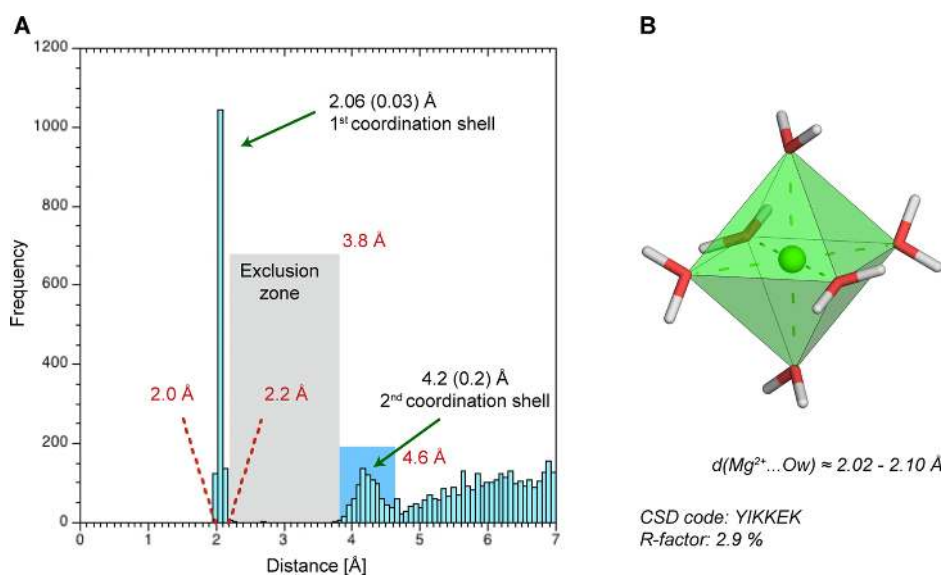 A
B
1200
1000
800
600
400
200
0
Frequency
2.06 (0.03) Å
1st coordination shell
3.8 Å
Exclusion
zone
4.2 (0.2) Å
2nd coordination shell
2.0 Å
2.2 Å
4.6 Å
0 1 2 3 4 5 6 7
Distance [Å]
d(Mg2+...Ow) ≈ 2.02 - 2.10 Å
CSD code: YIKKEK
R-factor: 2.9 %